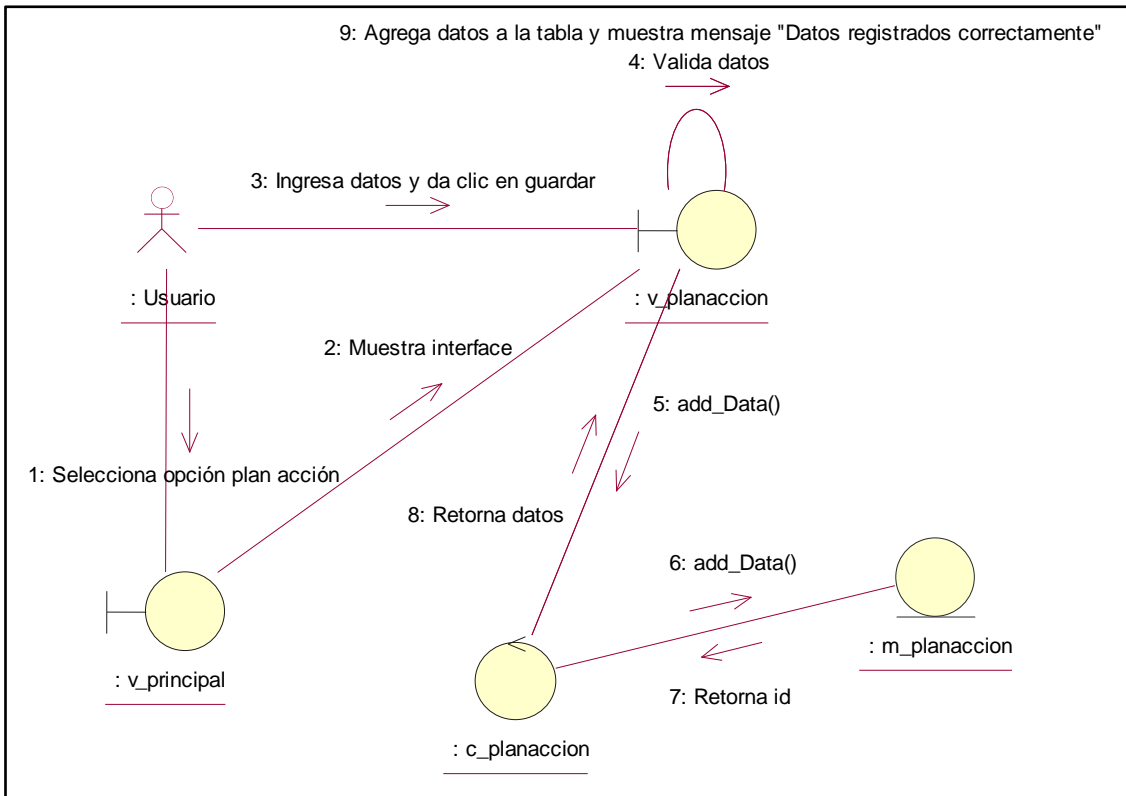 9: Agrega datos a la tabla y muestra mensaje "Datos registrados correctamente"
4: Valida datos
3: Ingresa datos y da clic en guardar
: Usuario
: v_planaccion
2: Muestra interface
5: add_Data()
1: Selecciona opción plan acción
8: Retorna datos
6: add_Data()
: m_planaccion
: v_principal
7: Retorna id
: c_planaccion